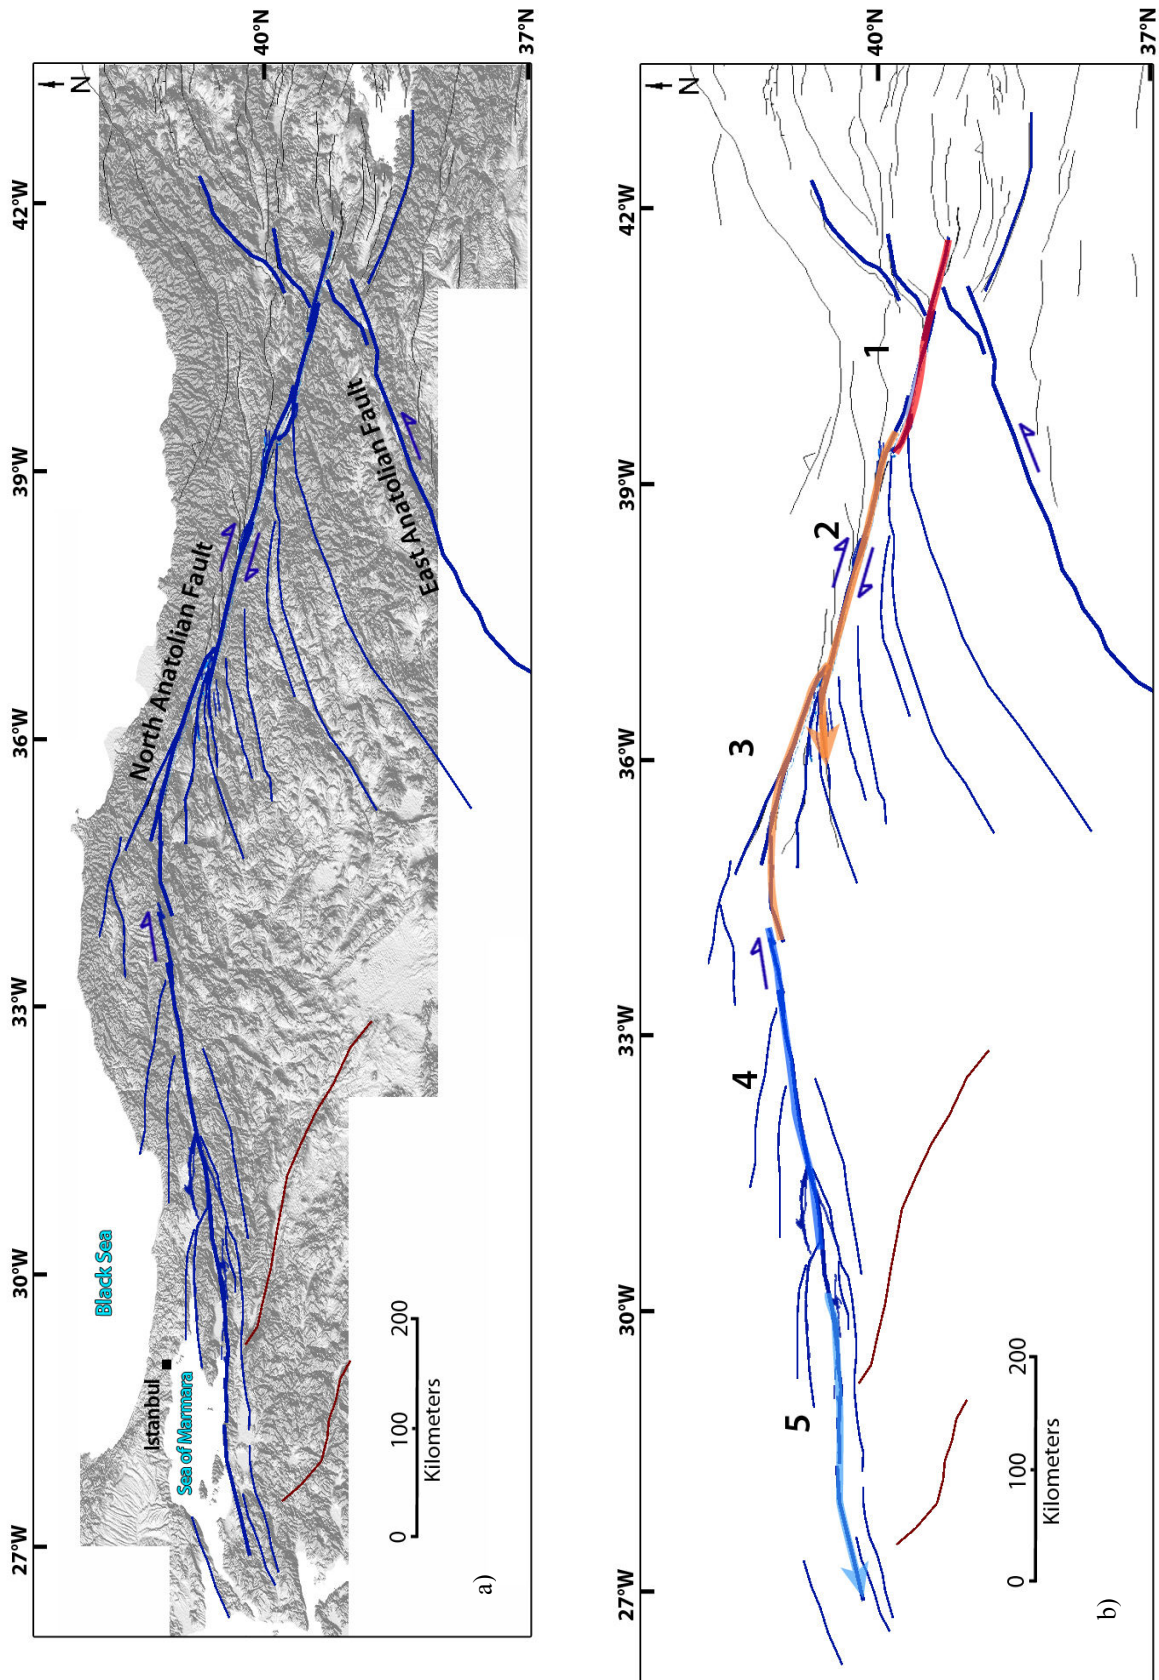 27°W
30°W
33°W
36°W
39°W
42°W
N
40°N
37°N
Black Sea
Istanbul
Sea of Marmara
North Anatolian Fault
East Anatolian Fault
0
100
200
Kilometers
a)
27°W
30°W
33°W
36°W
39°W
42°W
N
40°N
37°N
5
4
3
2
1
0
100
200
Kilometers
b)